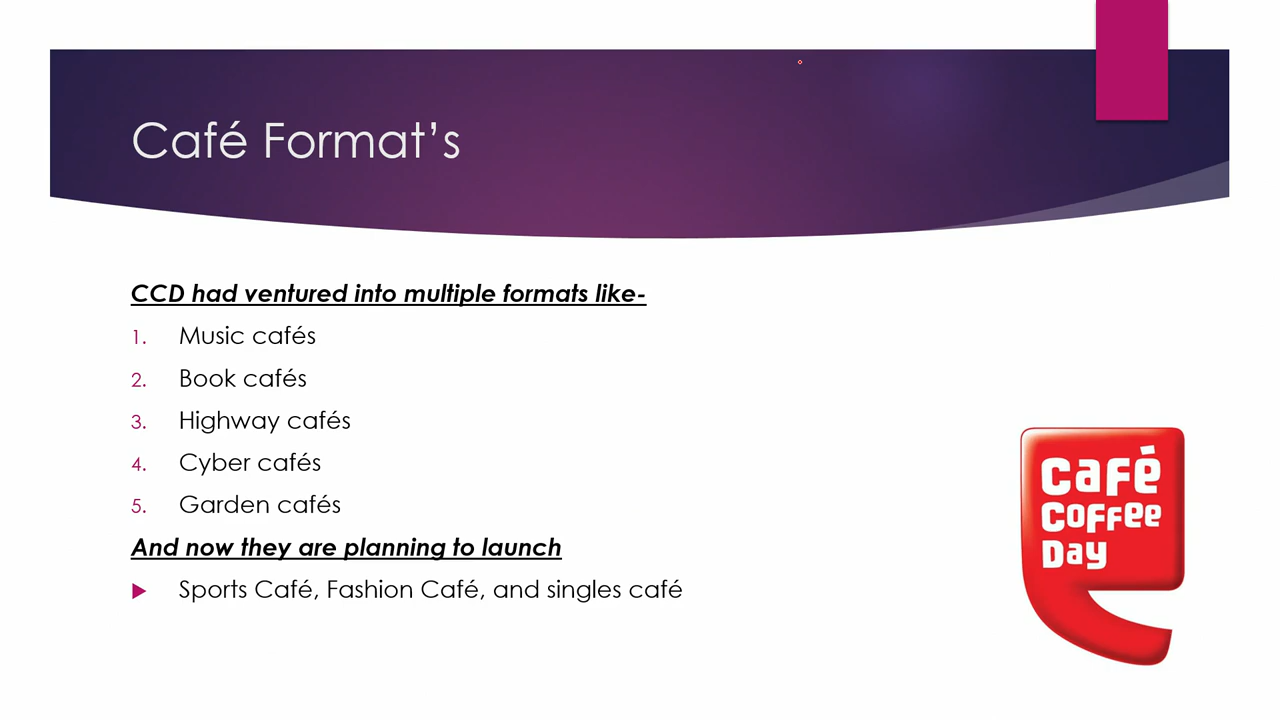 Café Format’s
CCD had ventured into multiple formats like-
1. Music cafés
2. Book cafés
3. Highway cafés
4. Cyber cafés
5. Garden cafés
And now they are planning to launch
Sports Café, Fashion Café, and singles café
Café
Coffee
Day